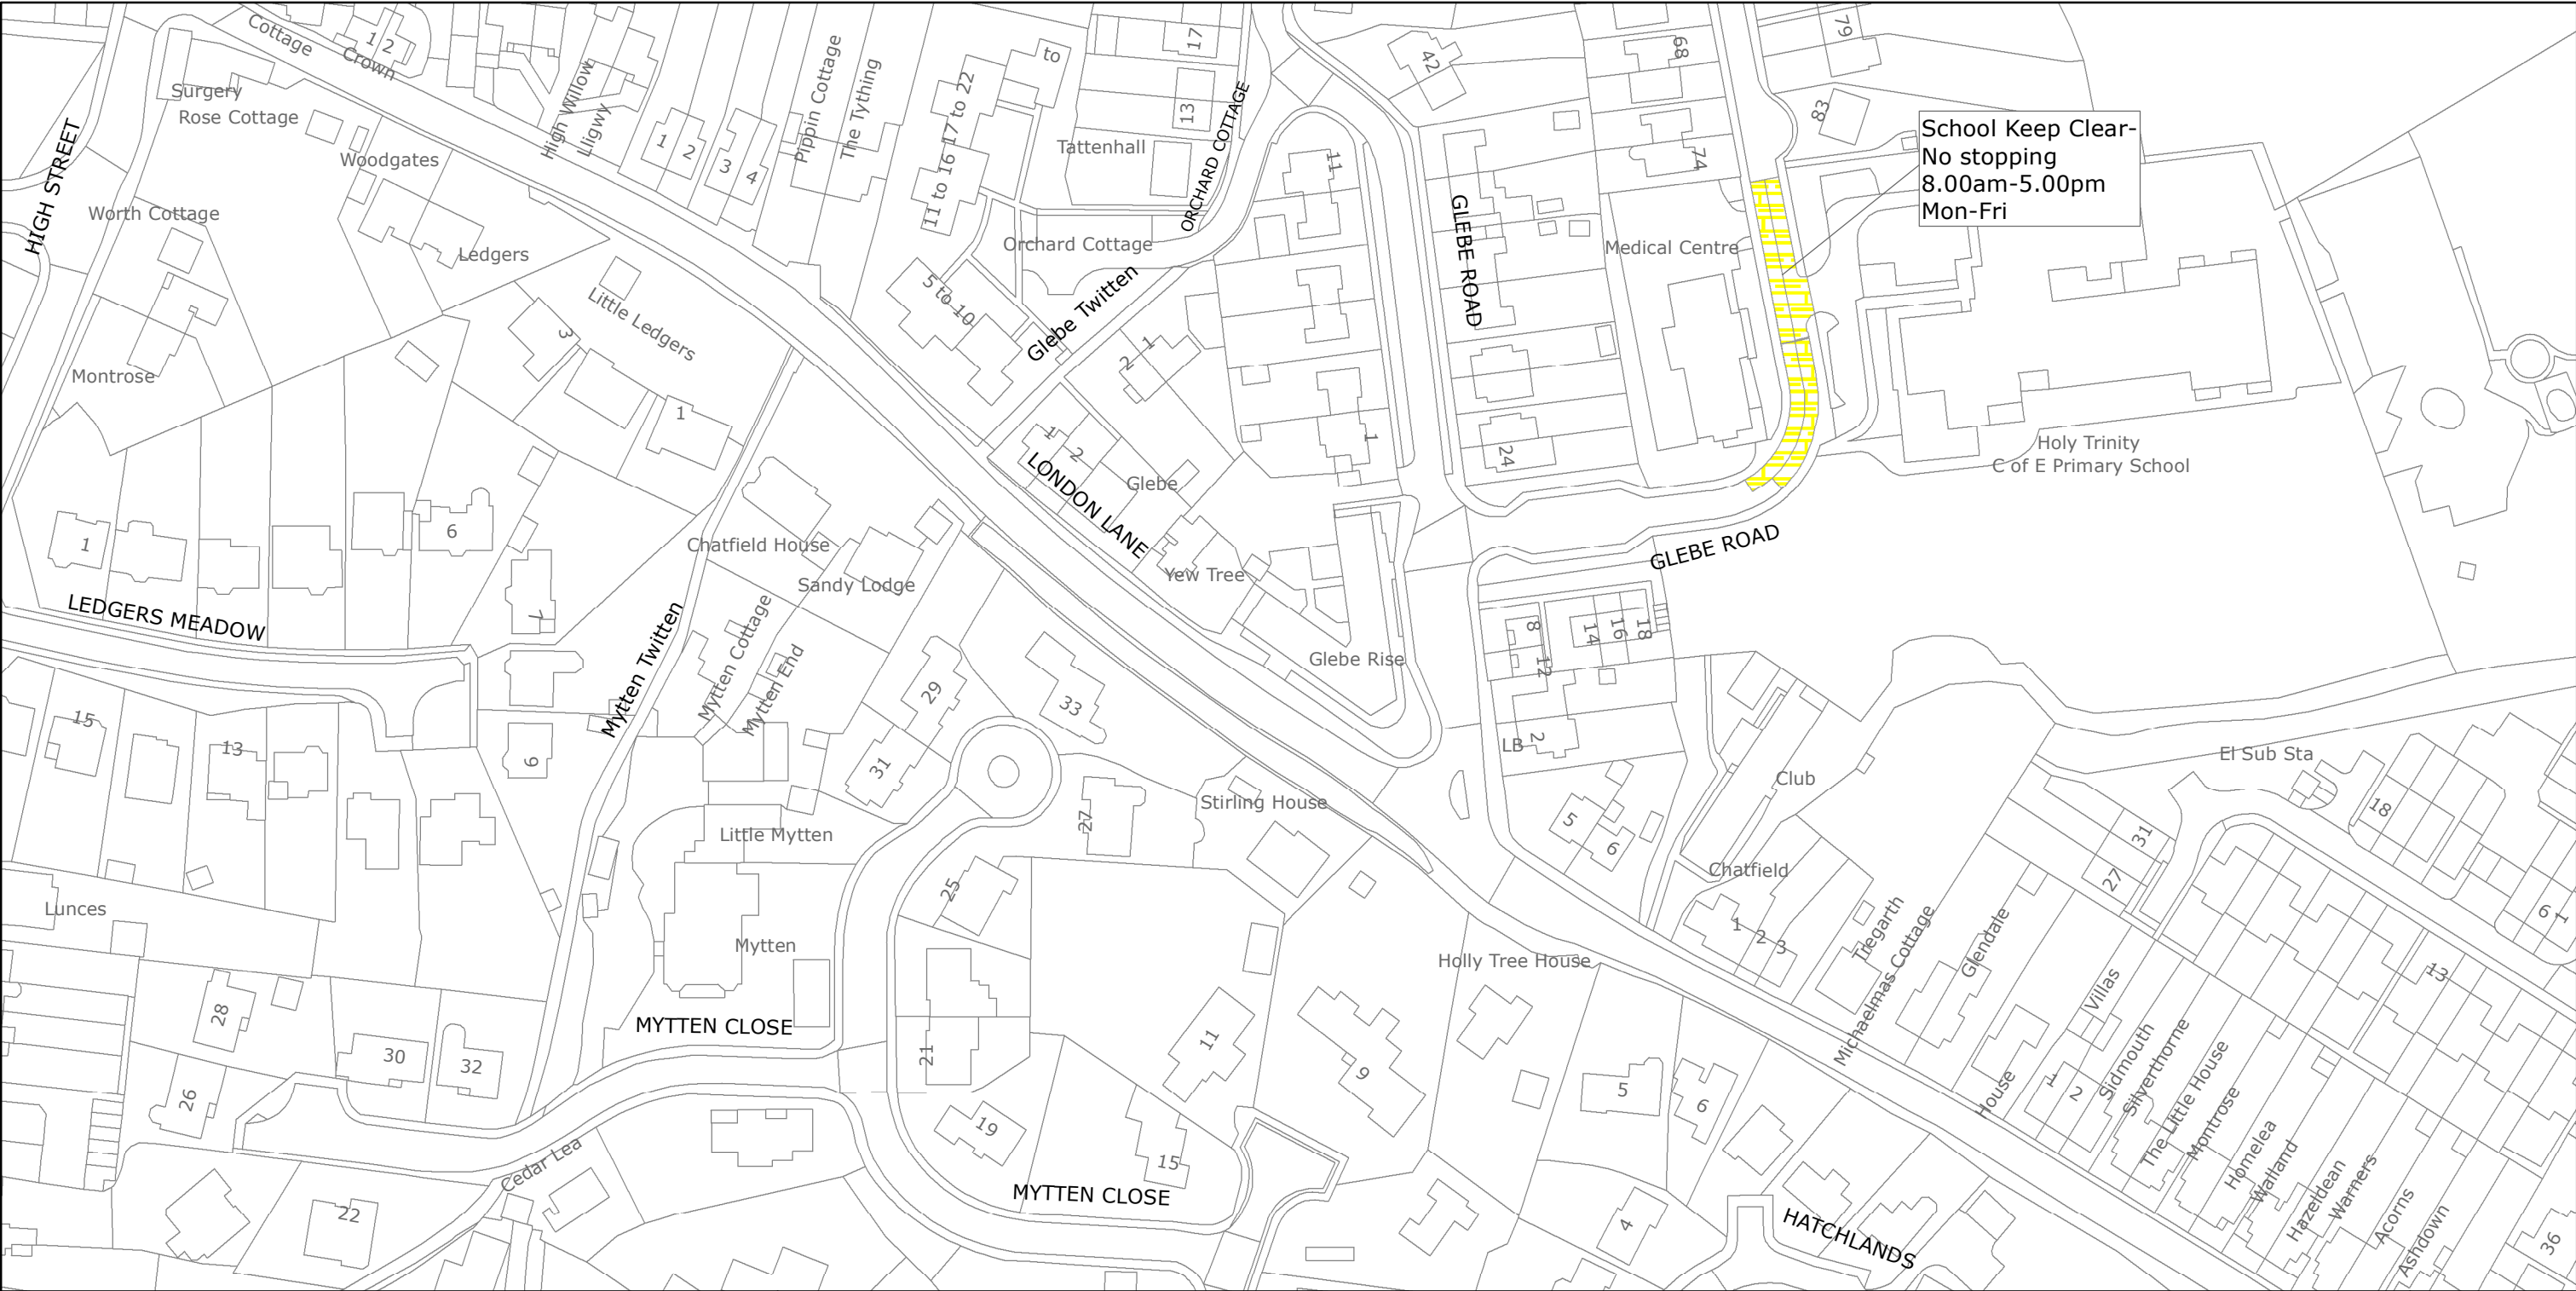 Cottage
Crown
1 2
Surgery
Rose Cottage
Woodgates
High Willow
Lligwy
1
2
3
4
Pippin Cottage
The Tything
17 to 22
to
11 to 16
17
13
Tattenhall
ORCHARD COTTAGE
Orchard Cottage
5 to 10
Glebe Twitten
42
68
74
79
83
11
GLEBE ROAD
Medical Centre
School Keep Clear-
No stopping
8.00am-5.00pm
Mon-Fri
HIGH STREET
Worth Cottage
Ledgers
Little Ledgers
Montrose
3
1
2
1
1
2
LONDON LANE
Glebe
1
24
Holy Trinity
C of E Primary School
1
6
7
LEDGERS MEADOW
Chatfield House
Sandy Lodge
Yew Tree
GLEBE ROAD
Mytten Twitten
Mytten Cottage
Mytten End
29
33
Glebe Rise
8
12
14
16
18
15
13
6
31
LB
2
Club
El Sub Sta
27
Stirling House
Little Mytten
5
6
18
31
27
25
Chatfield
Lunces
Mytten
1
2
3
Holly Tree House
Tregarth
Michaelmas Cottage
Glendale
Villas
13
6
1
28
30
32
MYTTEN CLOSE
21
11
9
5
6
House
1
2
Sidmouth
Silverthorne
The Little House
Montrose
Homelea
Walland
Hazeldean
Warners
Acorns
Ashdown
36
26
Cedar Lea
19
15
MYTTEN CLOSE
22
4
HATCHLANDS